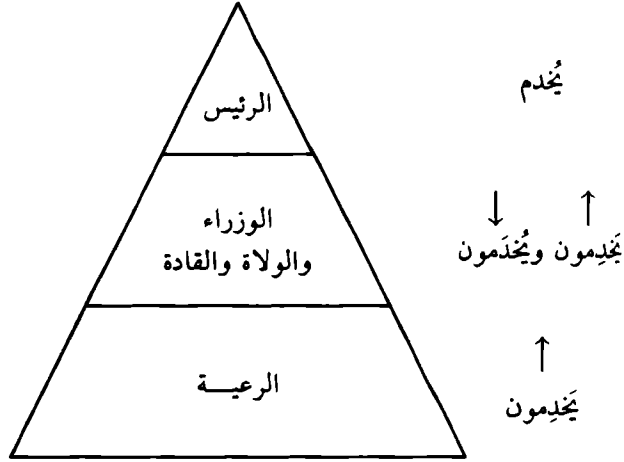 الرئيس
يُخدم
الوزراء
والولاة والقادة
↑ ↓
يَخدِمون ويُخدَمون
الرعيـــة
↑
يَخدِمون